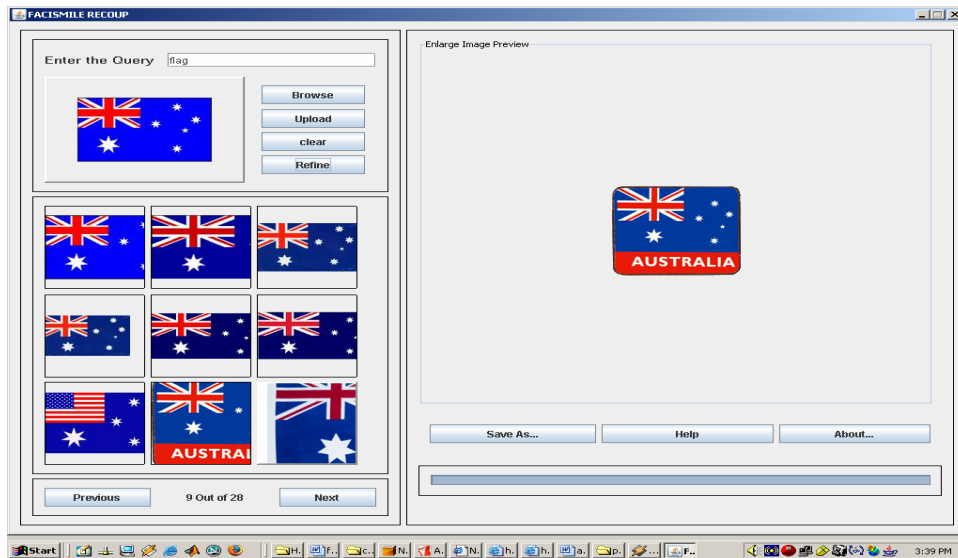 FACISMILE RECOUP
Enter the Query flag
Browse
Upload
clear
Refine
AUSTRAL
Previous
9 Out of 28
Next
Enlarge Image Preview
AUSTRALIA
Save As...
Help
About...
Start
H.
f..
c..
N.
A.
N.
h.
h.
a.
p.
...
F..
3:39 PM